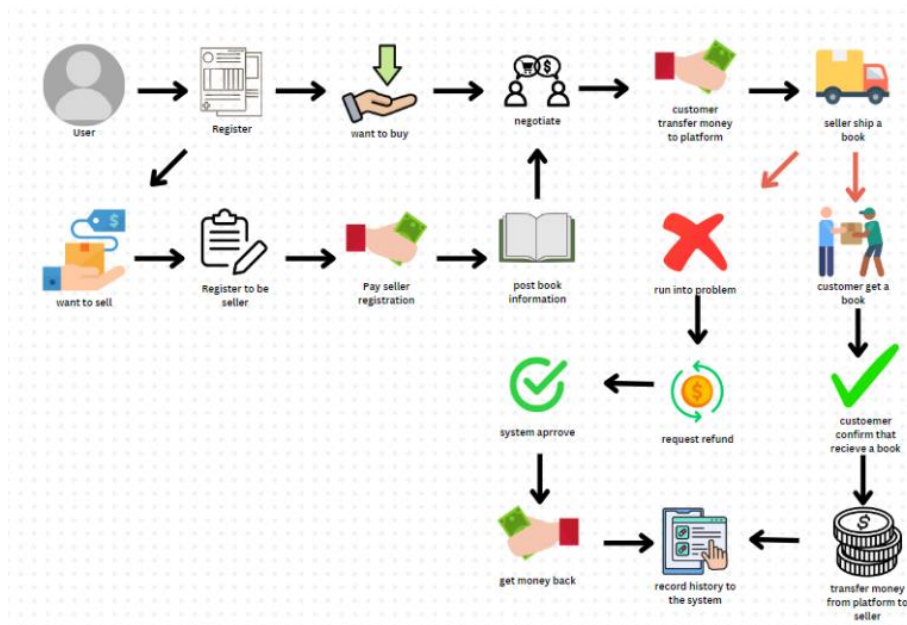 User
Register
want to buy
negotiate
customer
transfer money
to platform
seller ship a
book
want to sell
Register to be
seller
Pay seller
registration
post book
information
run into problem
customer get a
book
system aprrove
request refund
custoemer
confirm that
recieve a book
get money back
record history to
the system
transfer money
from platform to
seller